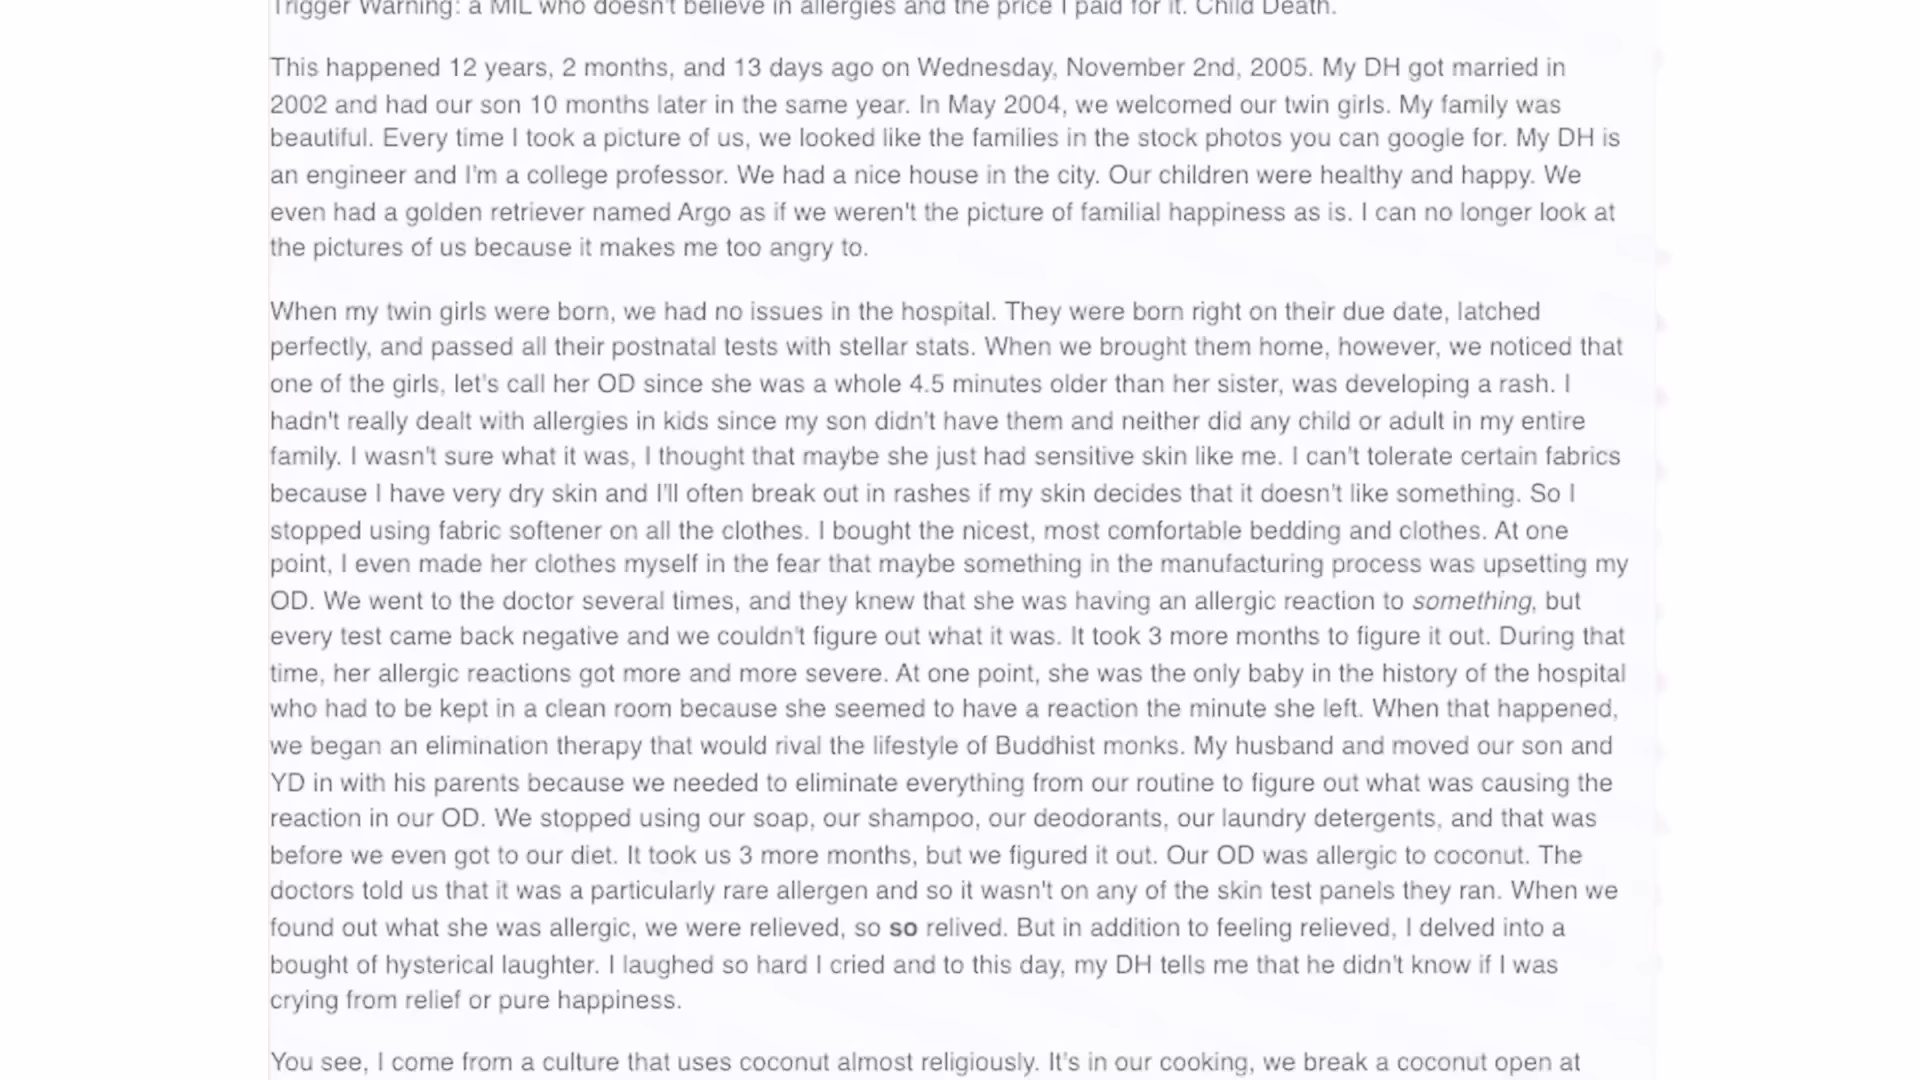 Trigger Warning: a MIL who doesn't believe in allergies and the price I paid for it. Child Death.
This happened 12 years, 2 months, and 13 days ago on Wednesday, November 2nd, 2005. My DH got married in
2002 and had our son 10 months later in the same year. In May 2004, we welcomed our twin girls. My family was
beautiful. Every time I took a picture of us, we looked like the families in the stock photos you can google for. My DH is
an engineer and I'm a college professor. We had a nice house in the city. Our children were healthy and happy. We
even had a golden retriever named Argo as if we weren't the picture of familial happiness as is. I can no longer look at
the pictures of us because it makes me too angry to.
When my twin girls were born, we had no issues in the hospital. They were born right on their due date, latched
perfectly, and passed all their postnatal tests with stellar stats. When we brought them home, however, we noticed that
one of the girls, let's call her OD since she was a whole 4.5 minutes older than her sister, was developing a rash. I
hadn't really dealt with allergies in kids since my son didn't have them and neither did any child or adult in my entire
family. I wasn't sure what it was, I thought that maybe she just had sensitive skin like me. I can't tolerate certain fabrics
because I have very dry skin and I'll often break out in rashes if my skin decides that it doesn't like something. So I
stopped using fabric softener on all the clothes. I bought the nicest, most comfortable bedding and clothes. At one
point, I even made her clothes myself in the fear that maybe something in the manufacturing process was upsetting my
OD. We went to the doctor several times, and they knew that she was having an allergic reaction to something, but
every test came back negative and we couldn't figure out what it was. It took 3 more months to figure it out. During that
time, her allergic reactions got more and more severe. At one point, she was the only baby in the history of the hospital
who had to be kept in a clean room because she seemed to have a reaction the minute she left. When that happened,
we began an elimination therapy that would rival the lifestyle of Buddhist monks. My husband and moved our son and
YD in with his parents because we needed to eliminate everything from our routine to figure out what was causing the
reaction in our OD. We stopped using our soap, our shampoo, our deodorants, our laundry detergents, and that was
before we even got to our diet. It took us 3 more months, but we figured it out. Our OD was allergic to coconut. The
doctors told us that it was a particularly rare allergen and so it wasn't on any of the skin test panels they ran. When we
found out what she was allergic, we were relieved, so so relived. But in addition to feeling relieved, I delved into a
bought of hysterical laughter. I laughed so hard I cried and to this day, my DH tells me that he didn't know if I was
crying from relief or pure happiness.
You see, I come from a culture that uses coconut almost religiously. It's in our cooking, we break a coconut open at